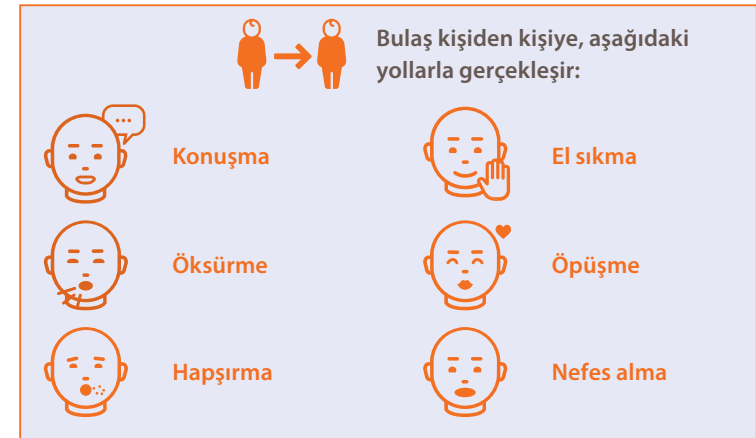 Bulaş kişiden kişiye, aşağıdaki
yollarla gerçekleşir:
Konuşma
El sıkma
Öksürme
Öpüşme
Hapşırma
Nefes alma